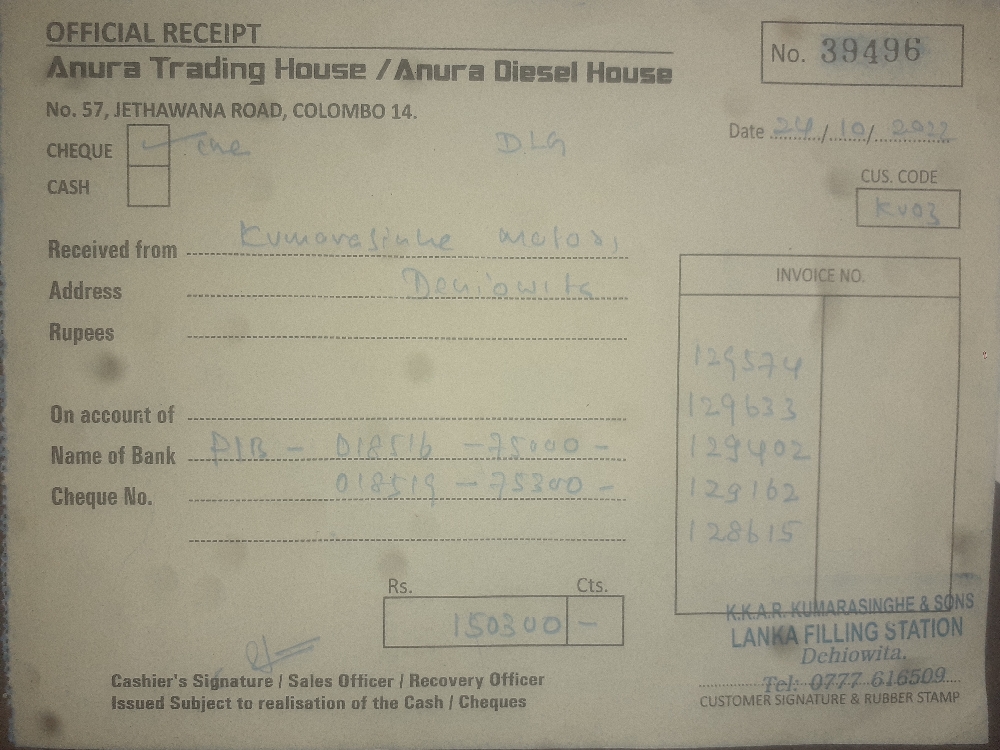 OFFICIAL RECEIPT
No. 39496
Anura Trading House / Anura Diesel House
No. 57, JETHAWANA ROAD, COLOMBO 14.
Date 24/10/2022
CHEQUE che DLG
CASH
CUS. CODE
KU03
Received from Kumarasinhe motors,
Address Dehiowita
Rupees
INVOICE NO.
129574
129633
129402
129162
128615
On account of
Name of Bank 018516 - 75000 -
Cheque No. 018519 - 75300 -
Rs. Cts.
150300 -
K.K.A.R. KUMARASINGHE & SONS
LANKA FILLING STATION
Dehiowita.
Tel: 0777 616509
Cashier's Signature / Sales Officer / Recovery Officer
Issued Subject to realisation of the Cash / Cheques
CUSTOMER SIGNATURE & RUBBER STAMP